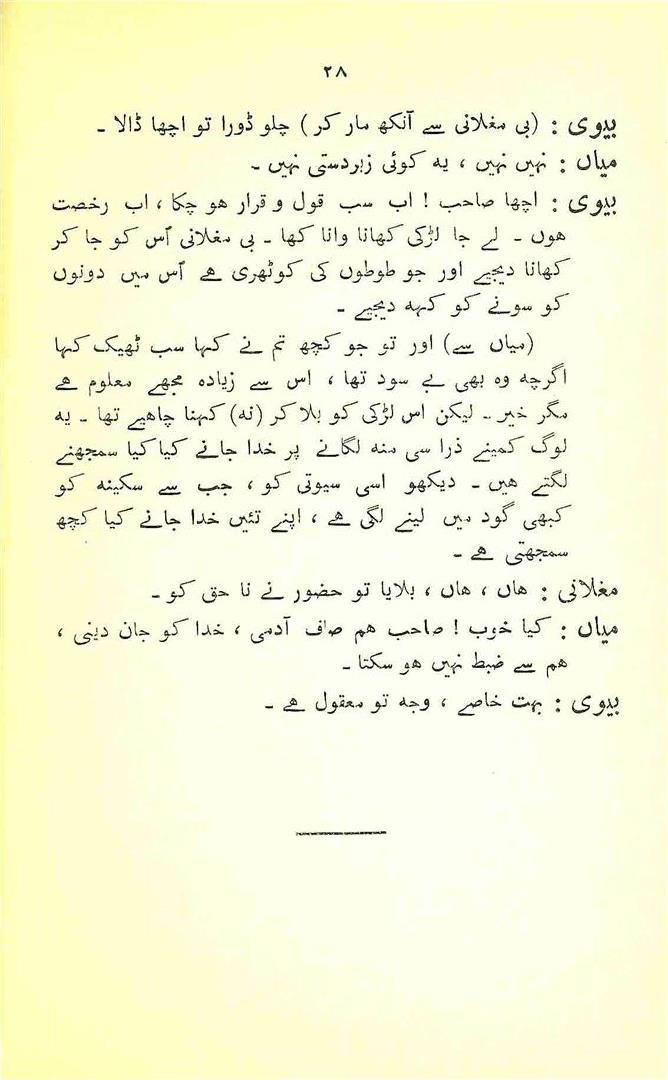 ۲۸
بیوی : (بی مغلانی سے آنکھ مار کر) چلو ڈورا تو اچھا ڈالا ۔
میاں : نہیں نہیں ، یہ کوئی زبردستی نہیں ۔
بیوی : اچھا صاحب ! اب سب قول و قرار ہو چکا ، اب رخصت
ہوں ۔ لے جا لڑکی کھانا وانا کھا ۔ بی مغلانی اُس کو جا کر
کھانا دیجیے اور جو طوطوں کی کوٹھری ہے اُس میں دونوں
کو سونے کو کہہ دیجیے ۔
(میاں سے) اور تو جو کچھ تم نے کہا سب ٹھیک کہا
اگرچہ وہ بھی بے سود تھا ، اس سے زیادہ مجھے معلوم ہے
مگر خیر ۔ لیکن اس لڑکی کو بلا کر (نہ) کہنا چاہیے تھا ۔ یہ
لوگ کمینے ذرا سی منہ لگانے پر خدا جانے کیا کیا سمجھنے
لگتے ہیں ۔ دیکھو اسی سیوتی کو ، جب سے سکینہ کو
کبھی گود میں لینے لگی ہے ، اپنے تئیں خدا جانے کیا کچھ
سمجھتی ہے ۔
مغلانی : ہاں ، ہاں ، بلایا تو حضور نے نا حق کو ۔
میاں : کیا خوب ! صاحب ہم صاف آدمی ، خدا کو جان دینی ،
ہم سے ضبط نہیں ہو سکتا ۔
بیوی : بہت خاصے ، وجہ تو معقول ہے ۔